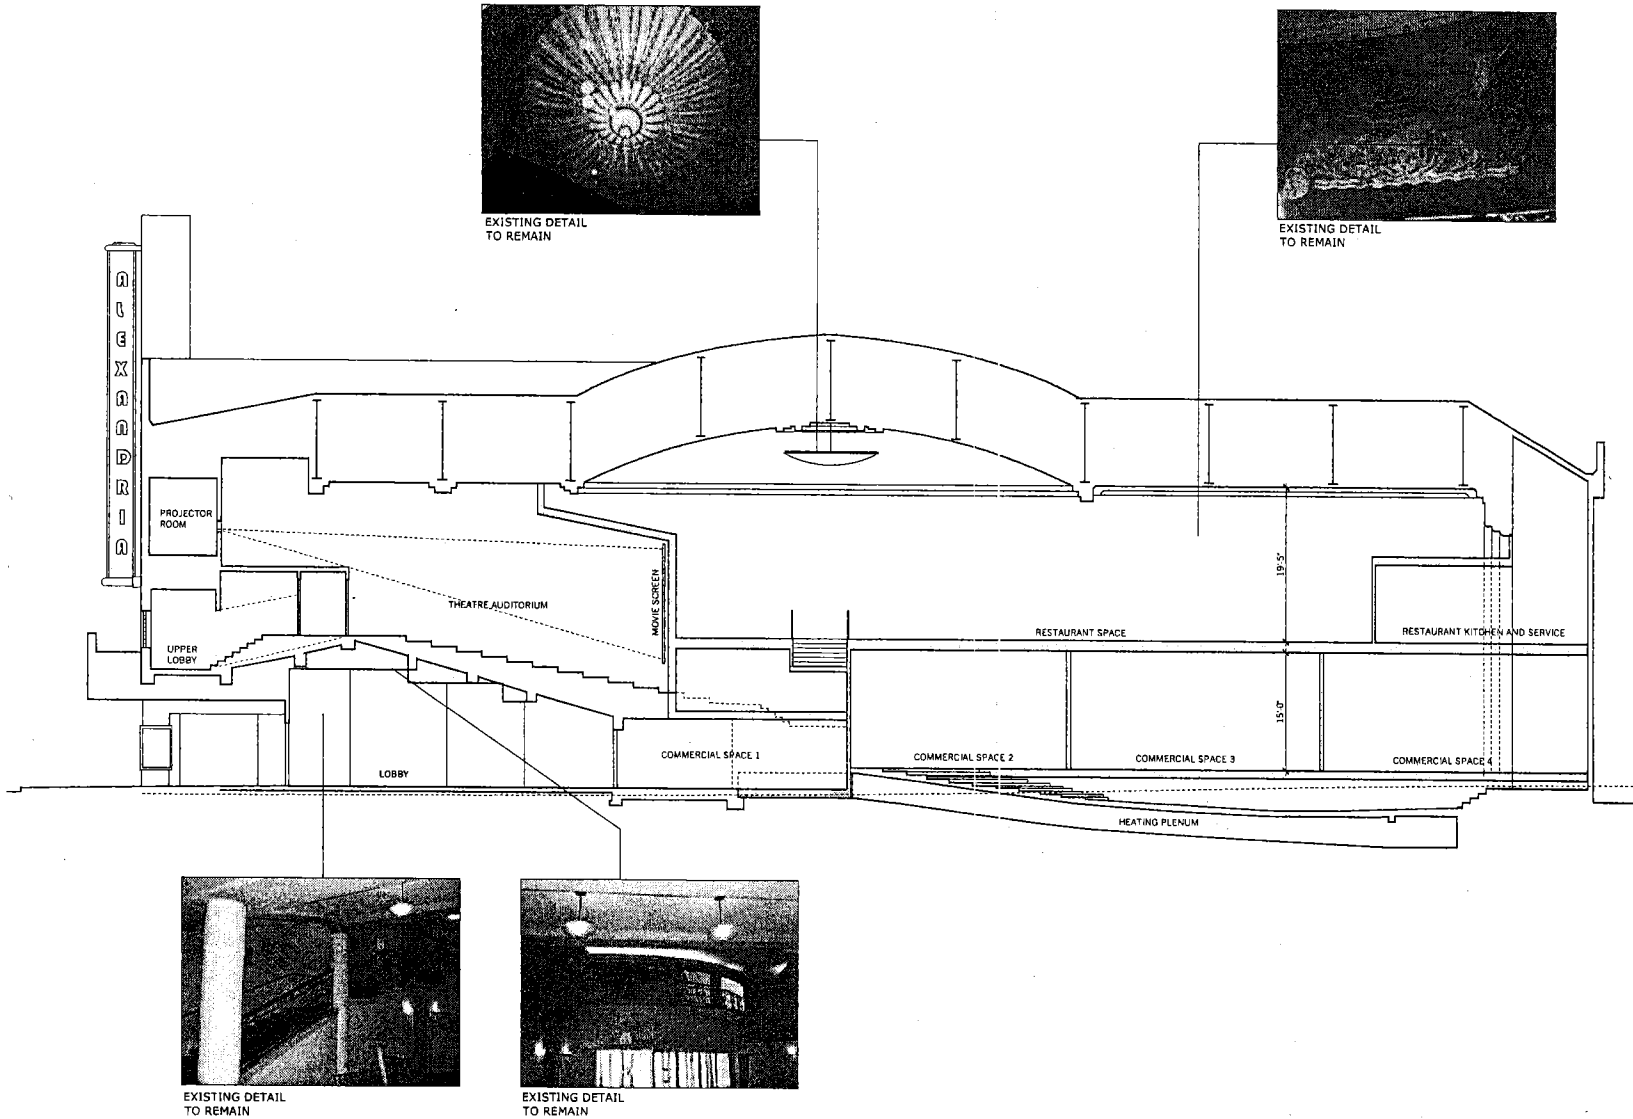 EXISTING DETAIL
TO REMAIN
EXISTING DETAIL
TO REMAIN
ALEXANDRIA
PROJECTOR
ROOM
THEATRE AUDITORIUM
MOVIE SCREEN
UPPER
LOBBY
19'-5"
RESTAURANT SPACE
RESTAURANT KITCHEN AND SERVICE
15'-0"
LOBBY
COMMERCIAL SPACE 1
COMMERCIAL SPACE 2
COMMERCIAL SPACE 3
COMMERCIAL SPACE 4
HEATING PLENUM
EXISTING DETAIL
TO REMAIN
EXISTING DETAIL
TO REMAIN